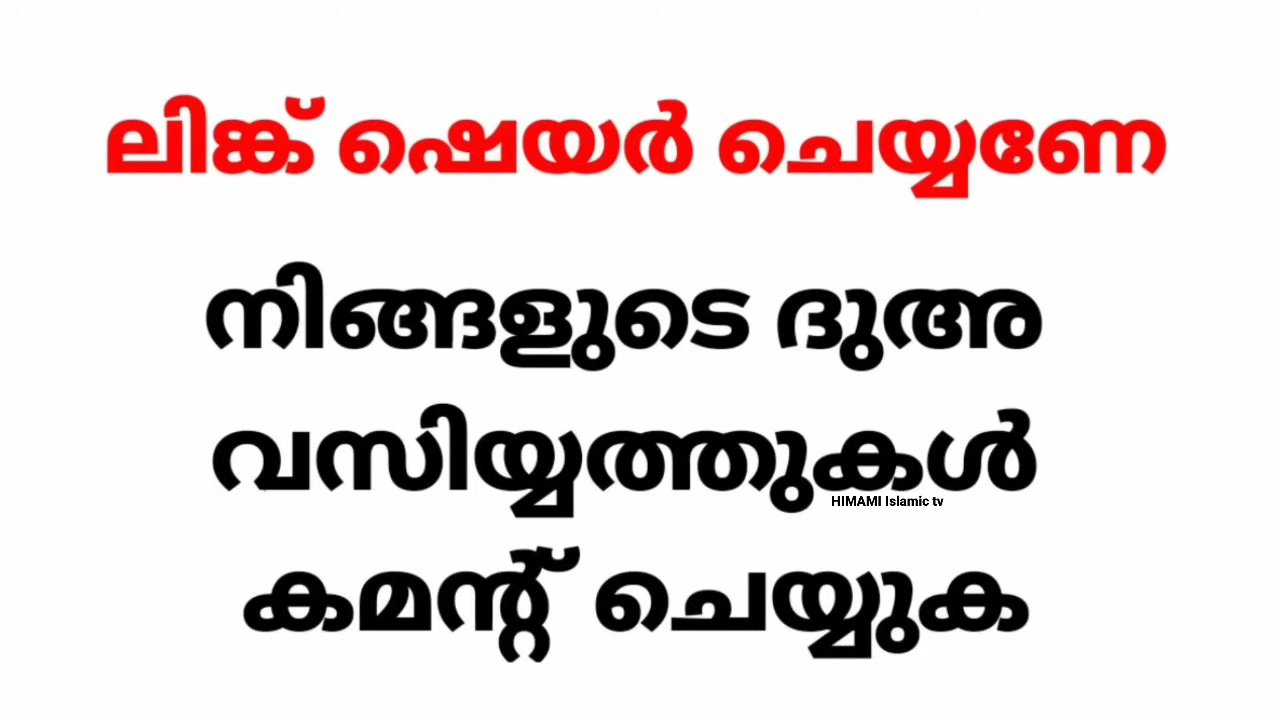 ലിങ്ക് ഷെയർ ചെയ്യണേ
നിങ്ങളുടെ ദുഅ
വസിയ്യത്തുകൾ
HIMAMI Islamic tv
കമന്റ് ചെയ്യുക